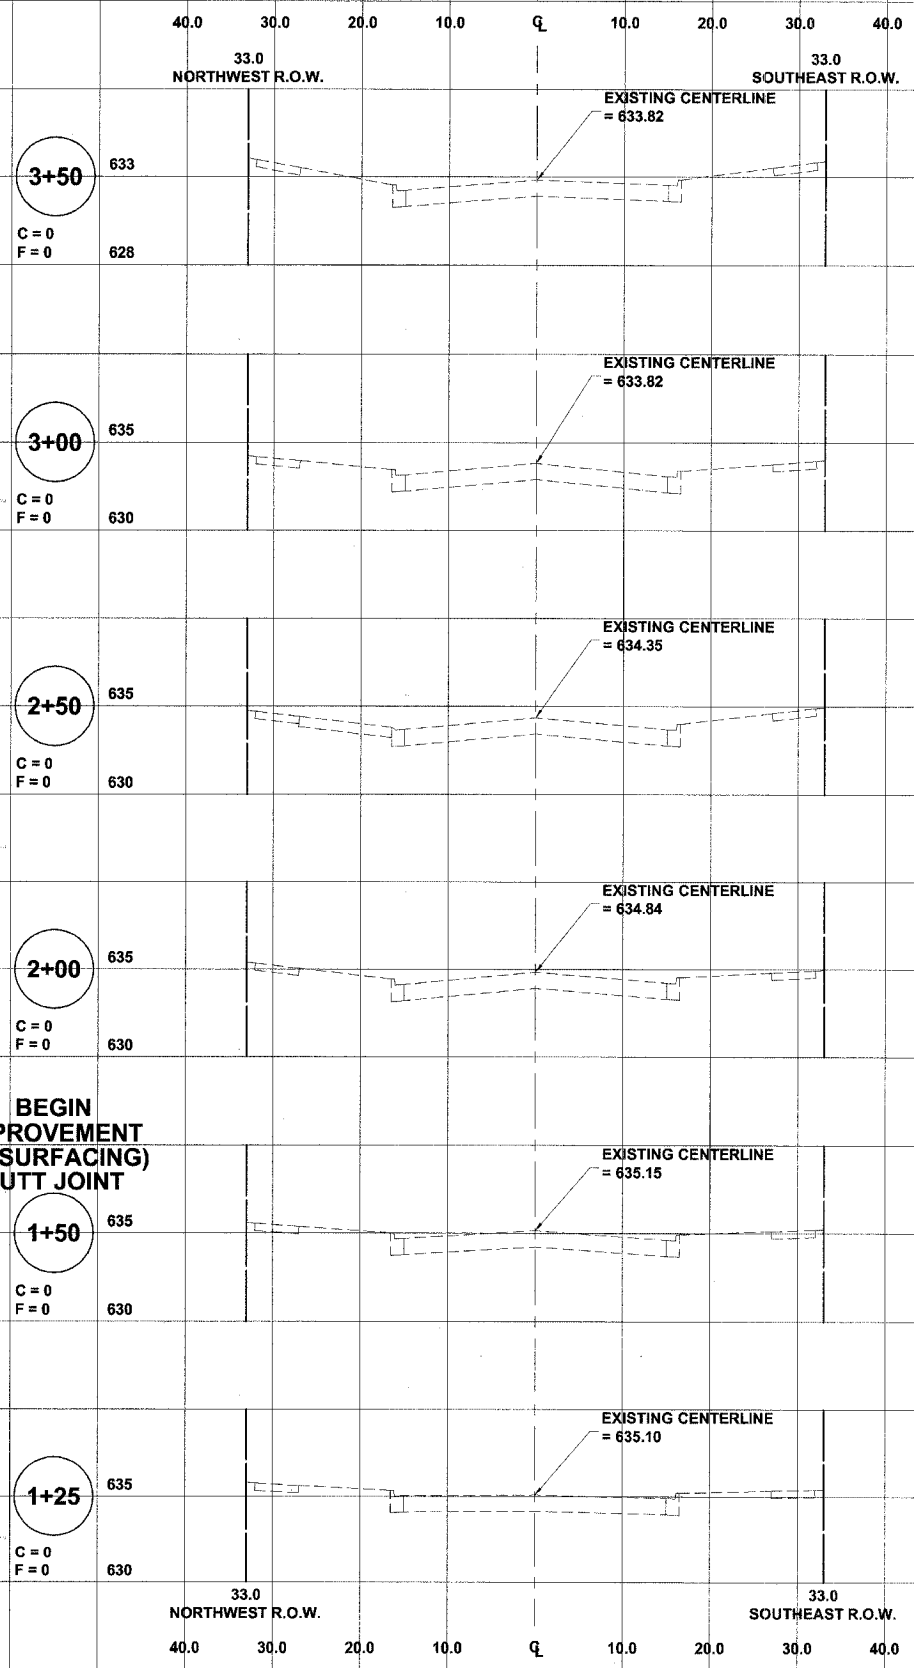 40.0 30.0 20.0 10.0 ℄ 10.0 20.0 30.0 40.0
33.0 33.0
NORTHWEST R.O.W. SOUTHEAST R.O.W.
EXISTING CENTERLINE
= 633.82
633
3+50
C = 0
F = 0 628
EXISTING CENTERLINE
= 633.82
635
3+00
C = 0
F = 0 630
EXISTING CENTERLINE
= 634.35
635
2+50
C = 0
F = 0 630
EXISTING CENTERLINE
= 634.84
635
2+00
C = 0
F = 0 630
BEGIN
PROVEMENT
SURFACING)
UTT JOINT
EXISTING CENTERLINE
= 635.15
635
1+50
C = 0
F = 0 630
EXISTING CENTERLINE
= 635.10
635
1+25
C = 0
F = 0 630
33.0 33.0
NORTHWEST R.O.W. SOUTHEAST R.O.W.
40.0 30.0 20.0 10.0 ℄ 10.0 20.0 30.0 40.0